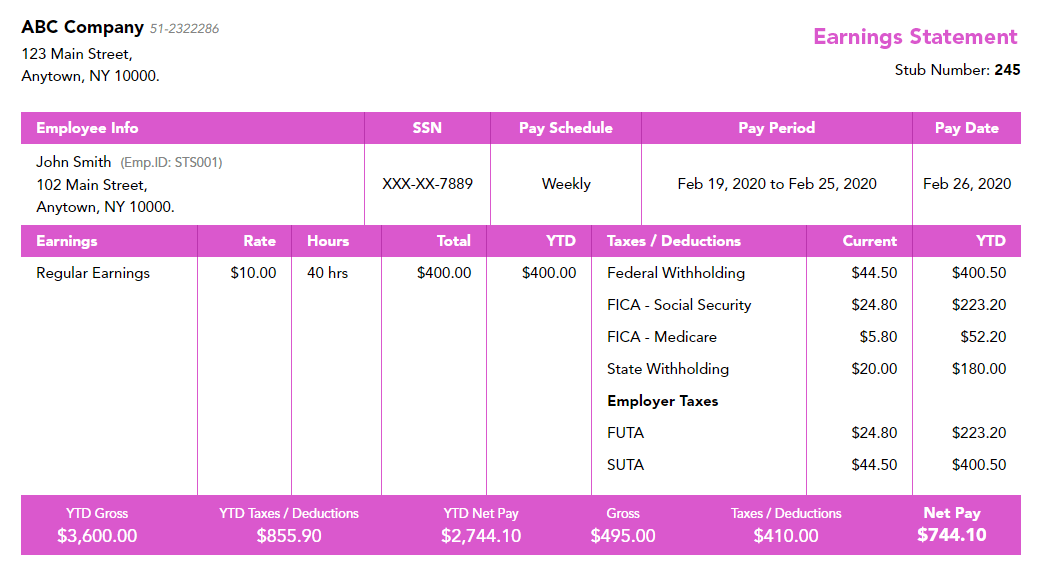 ABC Company 51-2322286
123 Main Street,
Anytown, NY 10000.
Earnings Statement
Stub Number: 245
Employee Info SSN Pay Schedule Pay Period Pay Date
John Smith (Emp.ID: STS001)
102 Main Street,
Anytown, NY 10000.
XXX-XX-7889 Weekly Feb 19, 2020 to Feb 25, 2020 Feb 26, 2020
Earnings Rate Hours Total YTD Taxes / Deductions Current YTD
Regular Earnings $10.00 40 hrs $400.00 $400.00 Federal Withholding $44.50 $400.50
FICA - Social Security $24.80 $223.20
FICA - Medicare $5.80 $52.20
State Withholding $20.00 $180.00
Employer Taxes
FUTA $24.80 $223.20
SUTA $44.50 $400.50
YTD Gross YTD Taxes / Deductions YTD Net Pay Gross Taxes / Deductions Net Pay
$3,600.00 $855.90 $2,744.10 $495.00 $410.00 $744.10